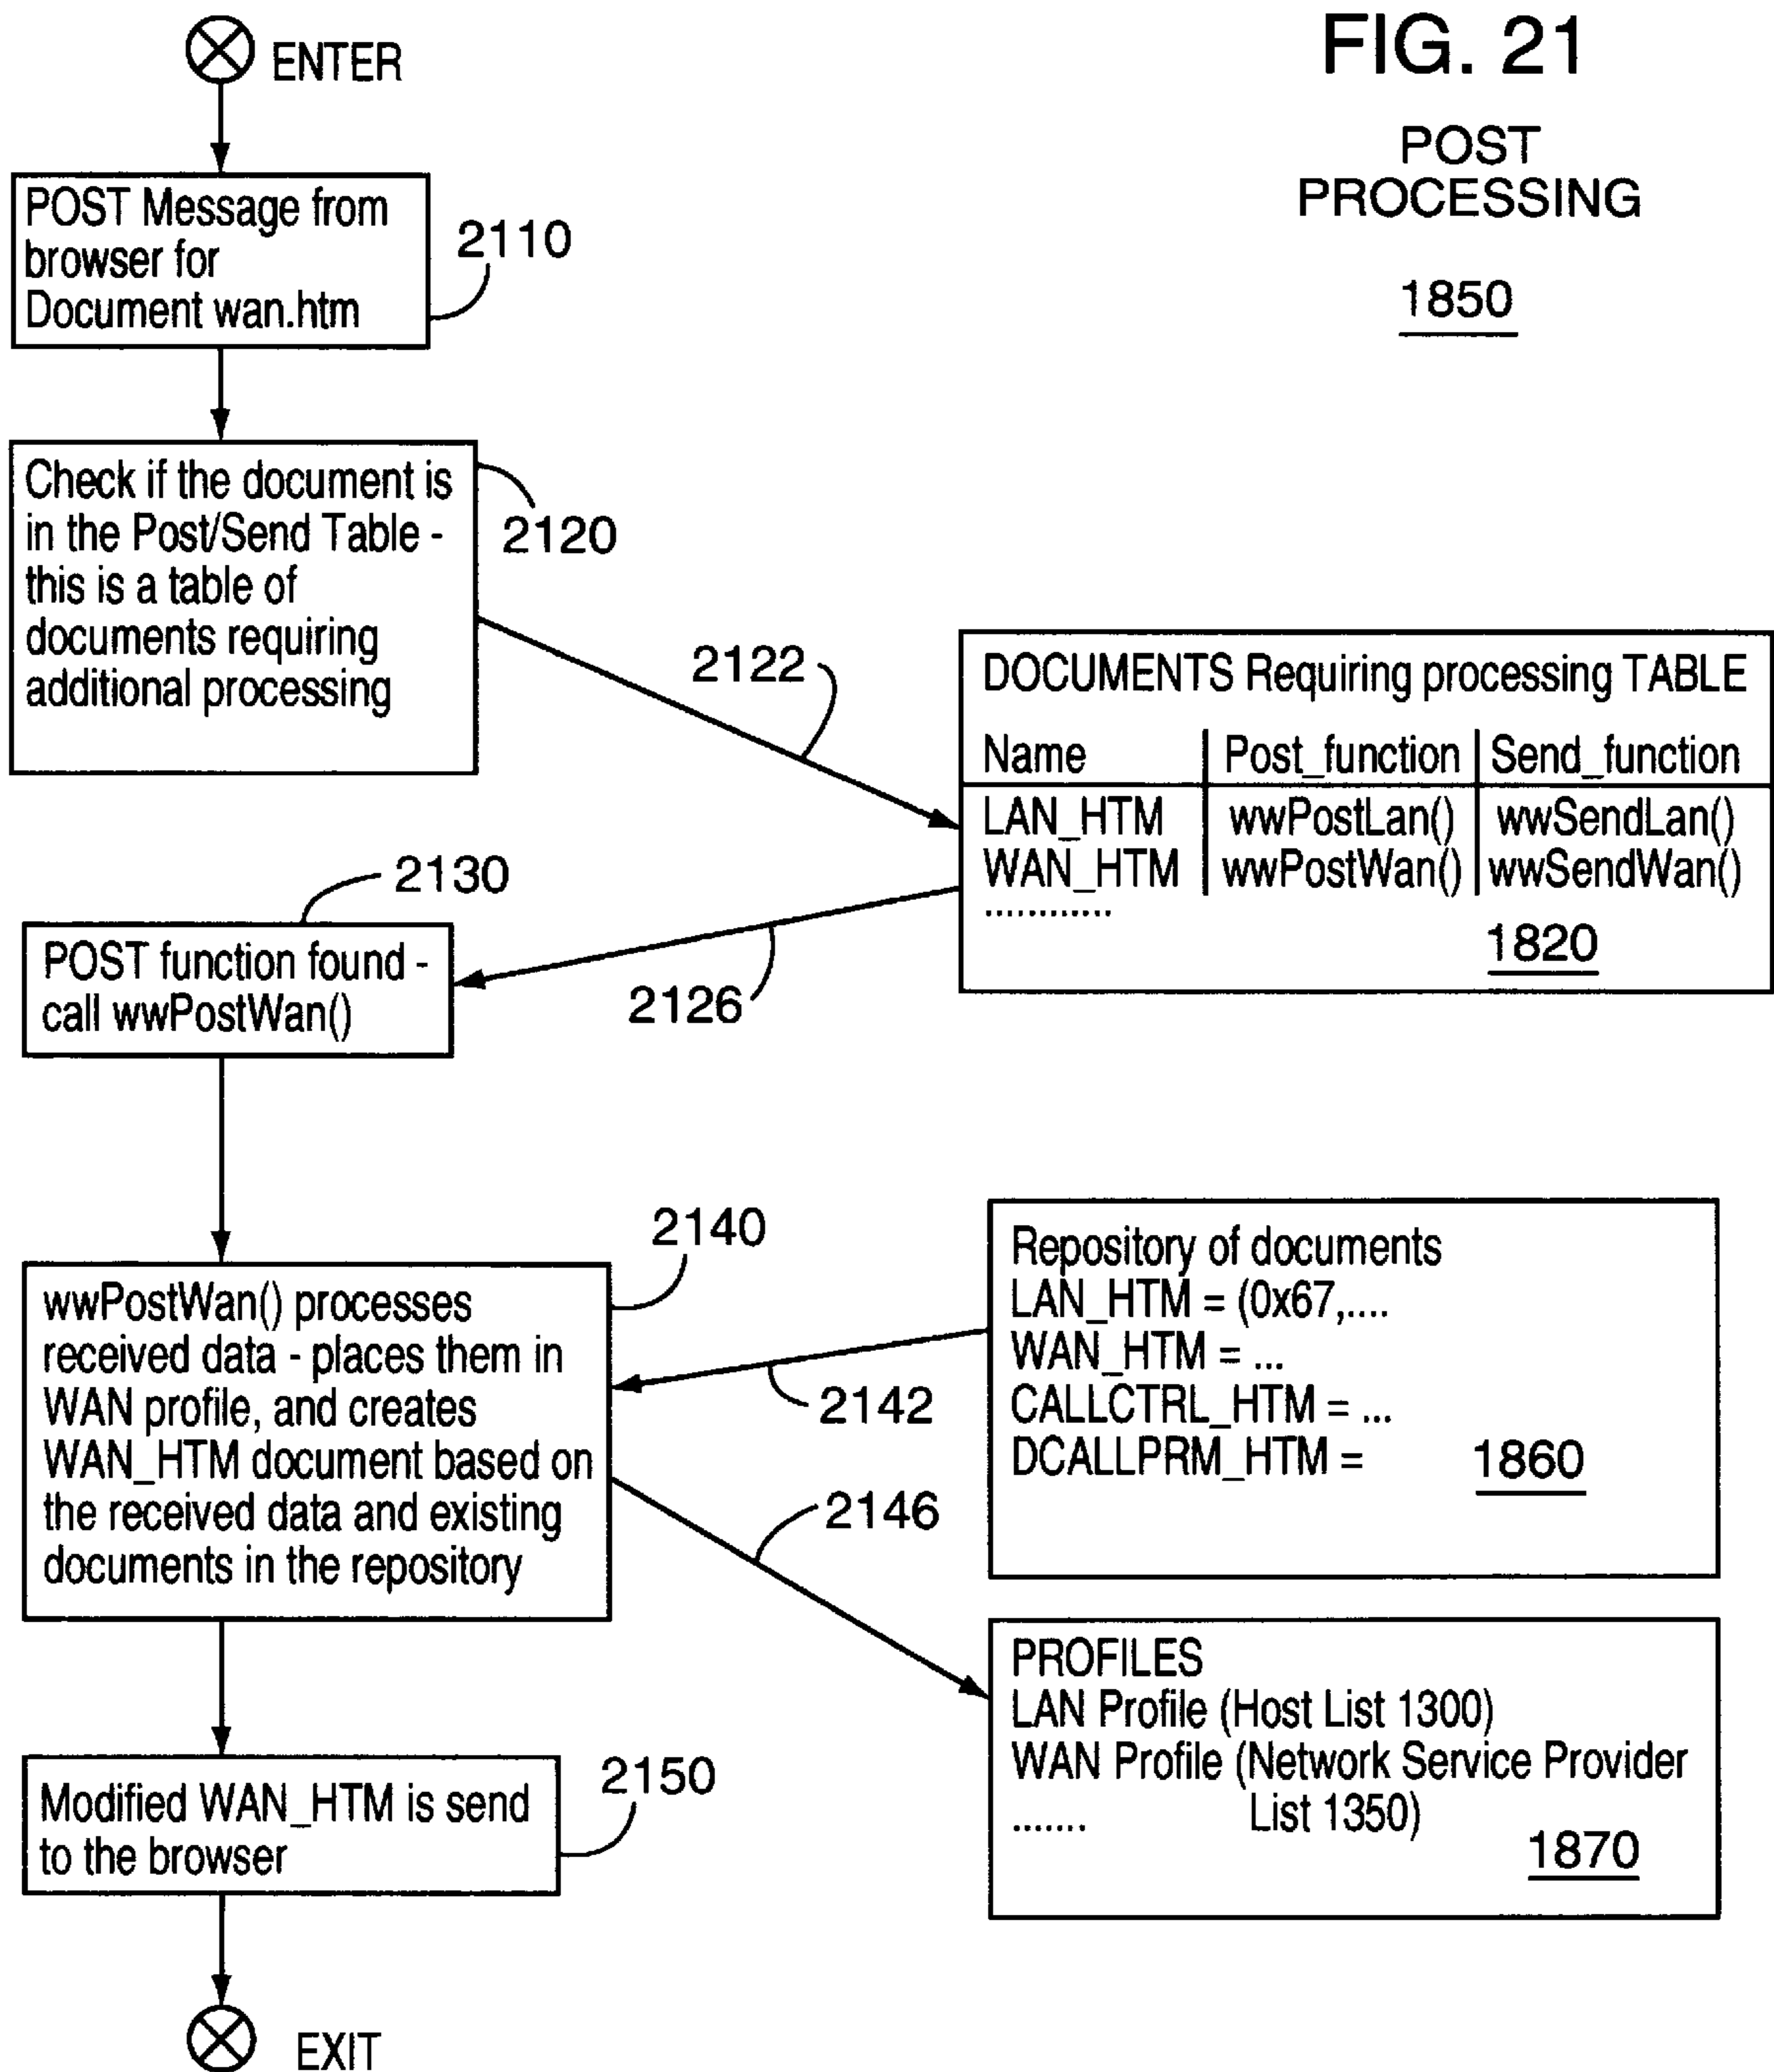 FIG. 21
POST
PROCESSING
1850
ENTER
POST Message from
browser for
Document wan.htm
2110
Check if the document is
in the Post/Send Table -
this is a table of
documents requiring
additional processing
2120
2122
DOCUMENTS Requiring processing TABLE
Name Post_function Send_function
LAN_HTM wwPostLan() wwSendLan()
WAN_HTM wwPostWan() wwSendWan()
............
1820
2126
2130
POST function found -
call wwPostWan()
2140
wwPostWan() processes
received data - places them in
WAN profile, and creates
WAN_HTM document based on
the received data and existing
documents in the repository
2142
2146
Repository of documents
LAN_HTM = (0x67,....
WAN_HTM = ...
CALLCTRL_HTM = ...
DCALLPRM_HTM =
1860
PROFILES
LAN Profile (Host List 1300)
WAN Profile (Network Service Provider
....... List 1350)
1870
Modified WAN_HTM is send
to the browser
2150
EXIT